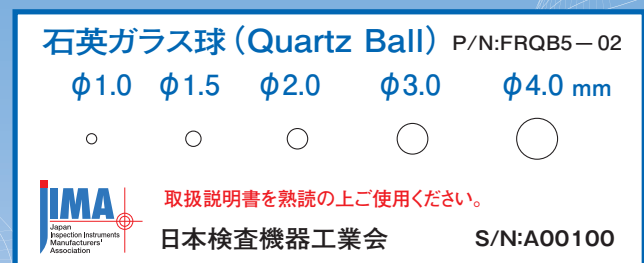 石英ガラス球（Quartz Ball） P/N:FRQB5－02
φ1.0 φ1.5 φ2.0 φ3.0 φ4.0 mm
取扱説明書を熟読の上ご使用ください。
JIMA
Japan
Inspection Instruments
Manufacturers'
Association
日本検査機器工業会 S/N:A00100